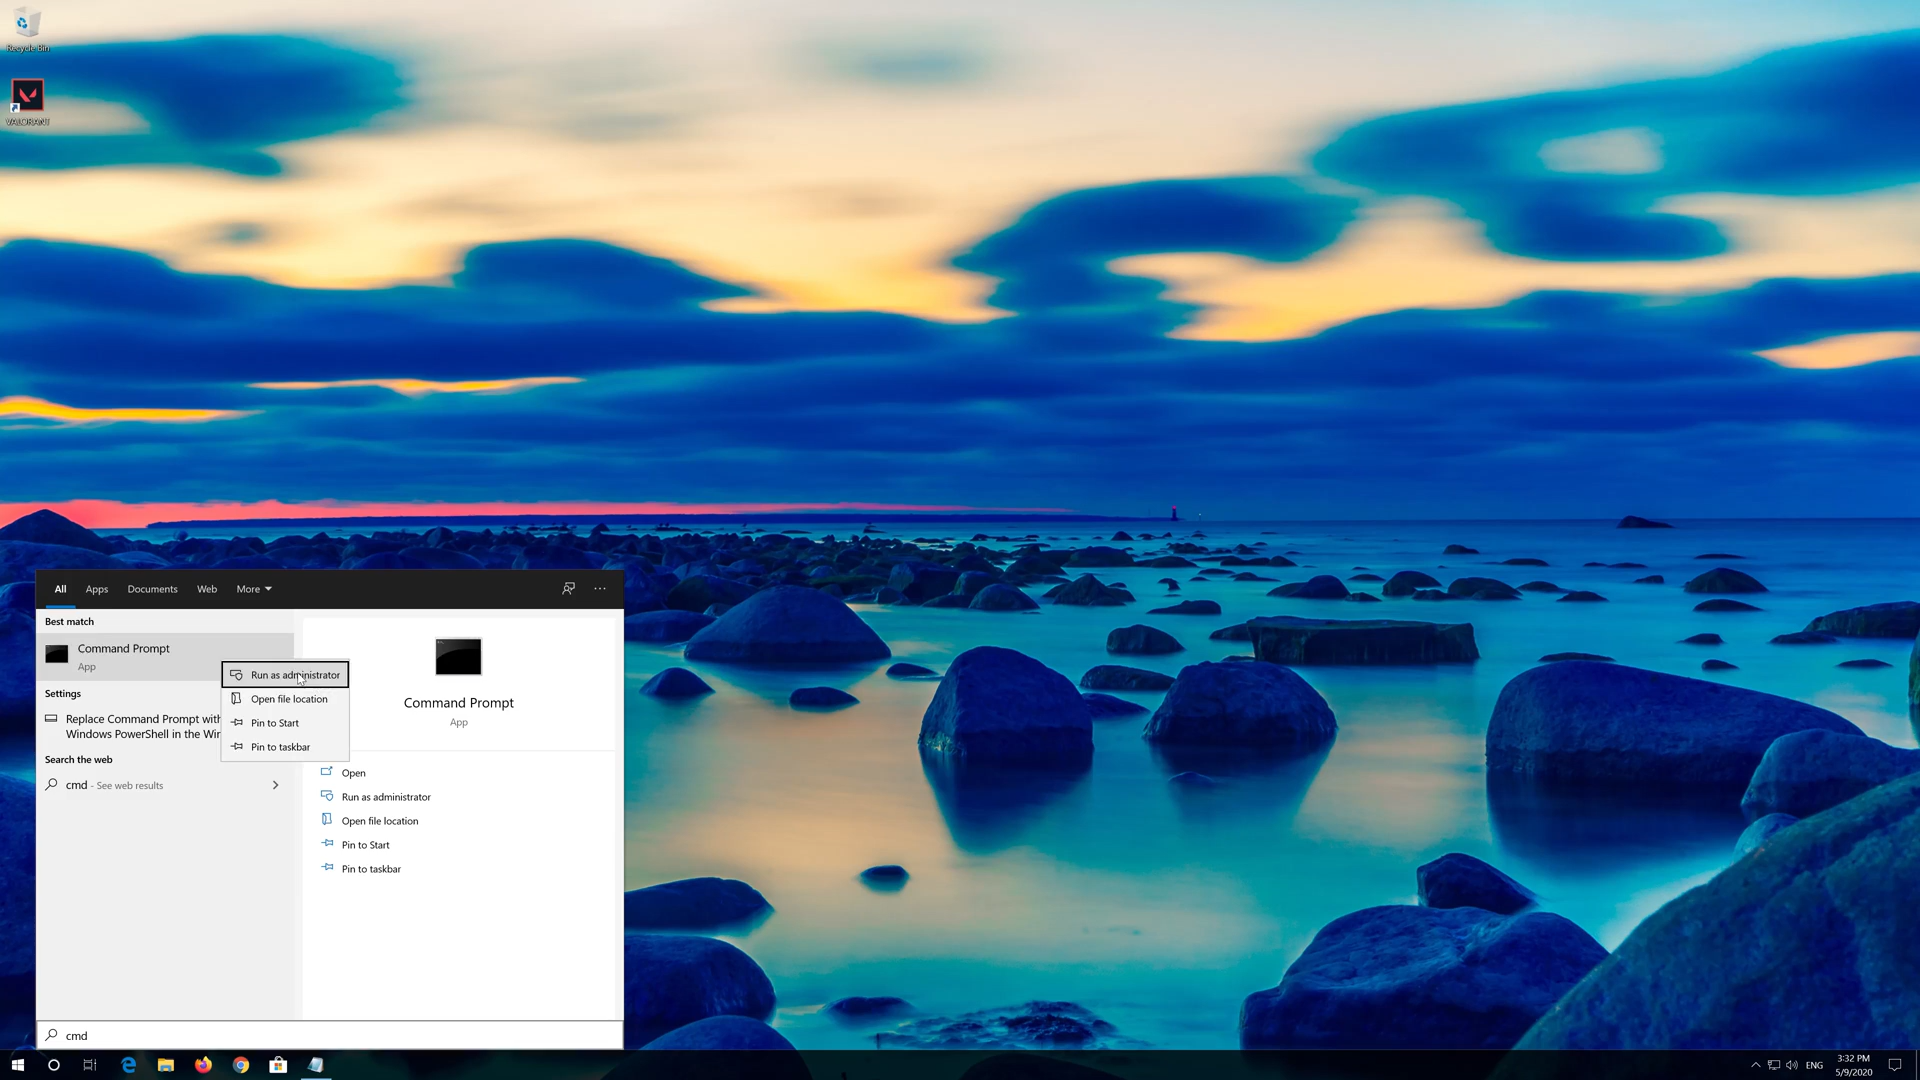 Recycle Bin
VALORANT
All
Apps
Documents
Web
More
Best match
Command Prompt
App
Settings
Replace Command Prompt with
Windows PowerShell in the Wir
Search the web
cmd - See web results
Run as administrator
Open file location
Pin to Start
Pin to taskbar
Command Prompt
App
Open
Run as administrator
Open file location
Pin to Start
Pin to taskbar
cmd
ENG
3:32 PM
5/9/2020